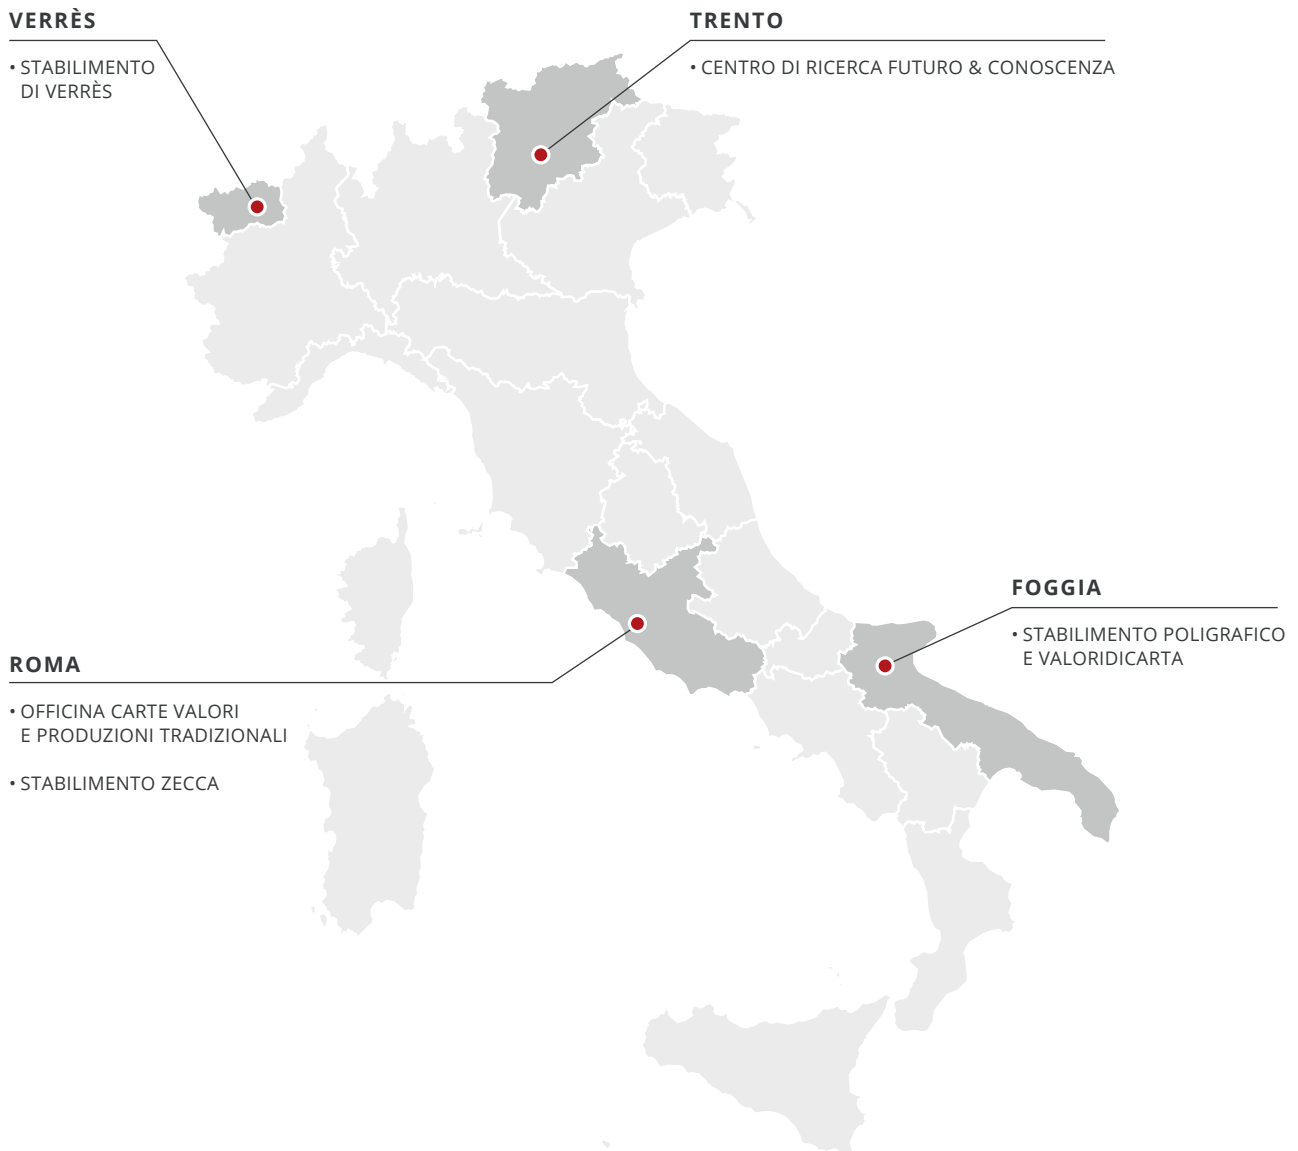 VERRÈS
• STABILIMENTO
DI VERRÈS
TRENTO
• CENTRO DI RICERCA FUTURO & CONOSCENZA
FOGGIA
• STABILIMENTO POLIGRAFICO
E VALORIDICARTA
ROMA
• OFFICINA CARTE VALORI
E PRODUZIONI TRADIZIONALI
• STABILIMENTO ZECCA